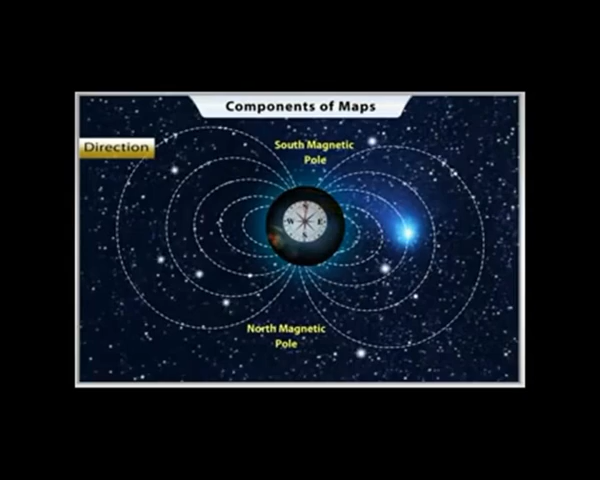 Components of Maps
Direction
South Magnetic
Pole
W E
S
North Magnetic
Pole